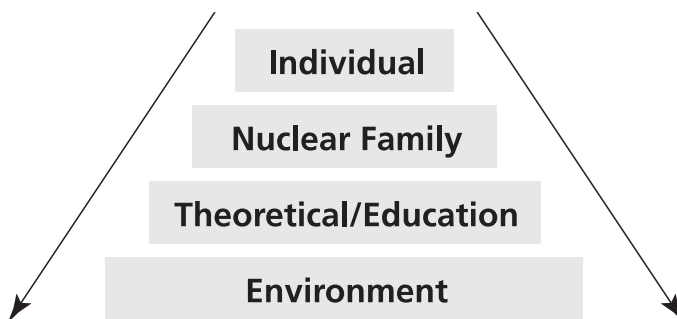 Individual
Nuclear Family
Theoretical/Education
Environment